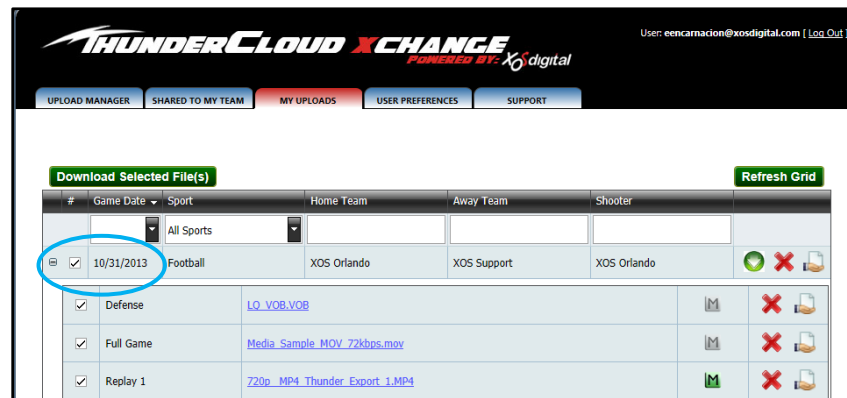 THUNDERCLOUD XCHANGE
POWERED BY: XOSdigital
User: eencarnacion@xosdigital.com [ Log Out ]
UPLOAD MANAGER SHARED TO MY TEAM MY UPLOADS USER PREFERENCES SUPPORT
Download Selected File(s) Refresh Grid
# Game Date Sport Home Team Away Team Shooter
All Sports
10/31/2013 Football XOS Orlando XOS Support XOS Orlando
Defense LQ_VOB.VOB M
Full Game Media_Sample_MOV_72kbps.mov M
Replay 1 720p_MP4_Thunder_Export_1.MP4 M